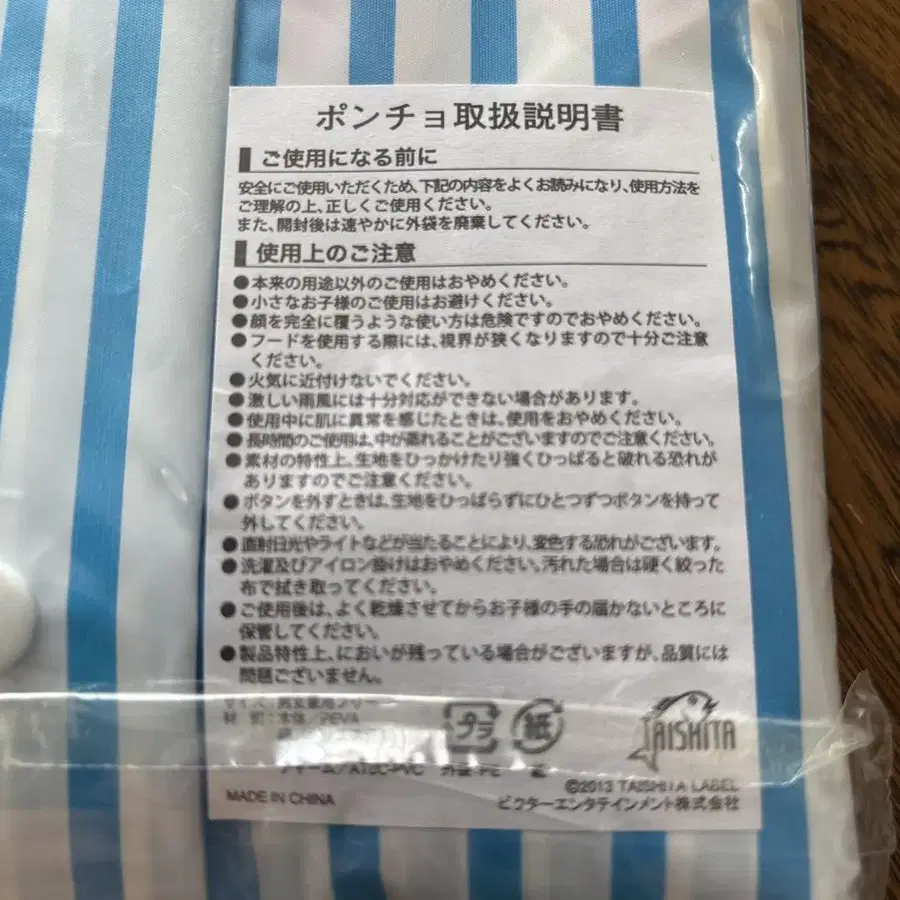 ポンチョ取扱説明書
ご使用になる前に
安全にご使用いただくため、下記の内容をよくお読みになり、使用方法を
ご理解の上、正しくご使用ください。
また、開封後は速やかに外袋を廃棄してください。
使用上のご注意
●本来の用途以外のご使用はおやめください。
●小さなお子様のご使用はお避けください。
●顔を完全に覆うような使い方は危険ですのでおやめください。
●フードを使用する際には、視界が狭くなりますので十分ご注意
ください。
●火気に近付けないでください。
●激しい雨風には十分対応ができない場合があります。
●使用中に肌に異常を感じたときは、使用をおやめください。
●長時間のご使用は、中が蒸れることがございますのでご注意ください。
●素材の特性上、生地をひっかけたり強くひっぱると破れる恐れが
ありますのでご注意ください。
●ボタンを外すときは、生地をひっぱらずにひとつずつボタンを持って
外してください。
●直射日光やライトなどが当たることにより、変色する恐れがございます。
●洗濯及びアイロン掛けはおやめください。汚れた場合は硬く絞った
布で拭き取ってください。
●ご使用後は、よく乾燥させてからお子様の手の届かないところに
保管してください。
●製品特性上、においが残っている場合がございますが、品質には
問題ございません。
サイズ：男女兼用フリー
材 質：本体／PEVA
プラ
紙
TAISHITA
©2013 TAISHITA LABEL
MADE IN CHINA
ビクターエンタテインメント株式会社